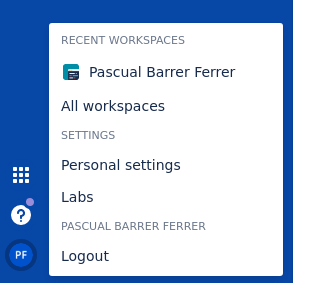 RECENT WORKSPACES
Pascual Barrer Ferrer
All workspaces
SETTINGS
Personal settings
Labs
PASCUAL BARRER FERRER
Logout
?
PF